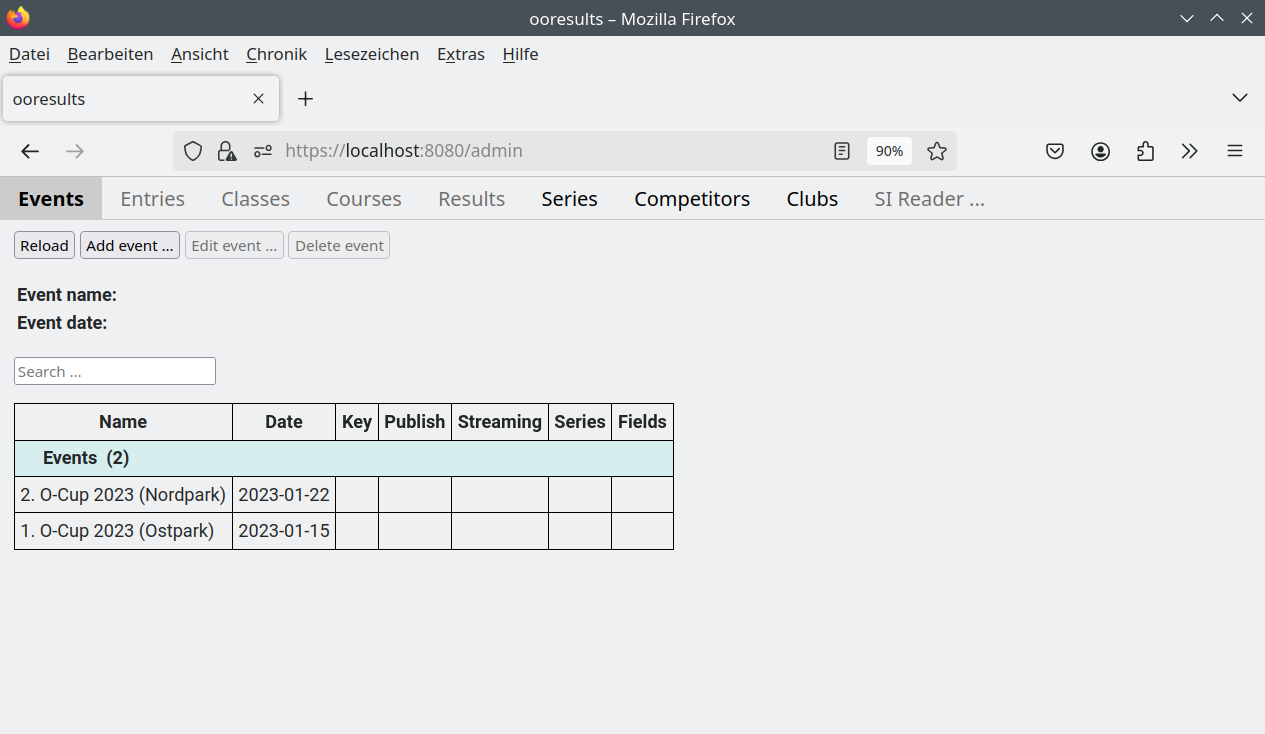 ooresults – Mozilla Firefox
Datei Bearbeiten Ansicht Chronik Lesezeichen Extras Hilfe
ooresults
https://localhost:8080/admin 90%
Events Entries Classes Courses Results Series Competitors Clubs SI Reader ...
Reload Add event ... Edit event ... Delete event
Event name:
Event date:
Search ...
Name Date Key Publish Streaming Series Fields
Events (2)
2. O-Cup 2023 (Nordpark) 2023-01-22
1. O-Cup 2023 (Ostpark) 2023-01-15